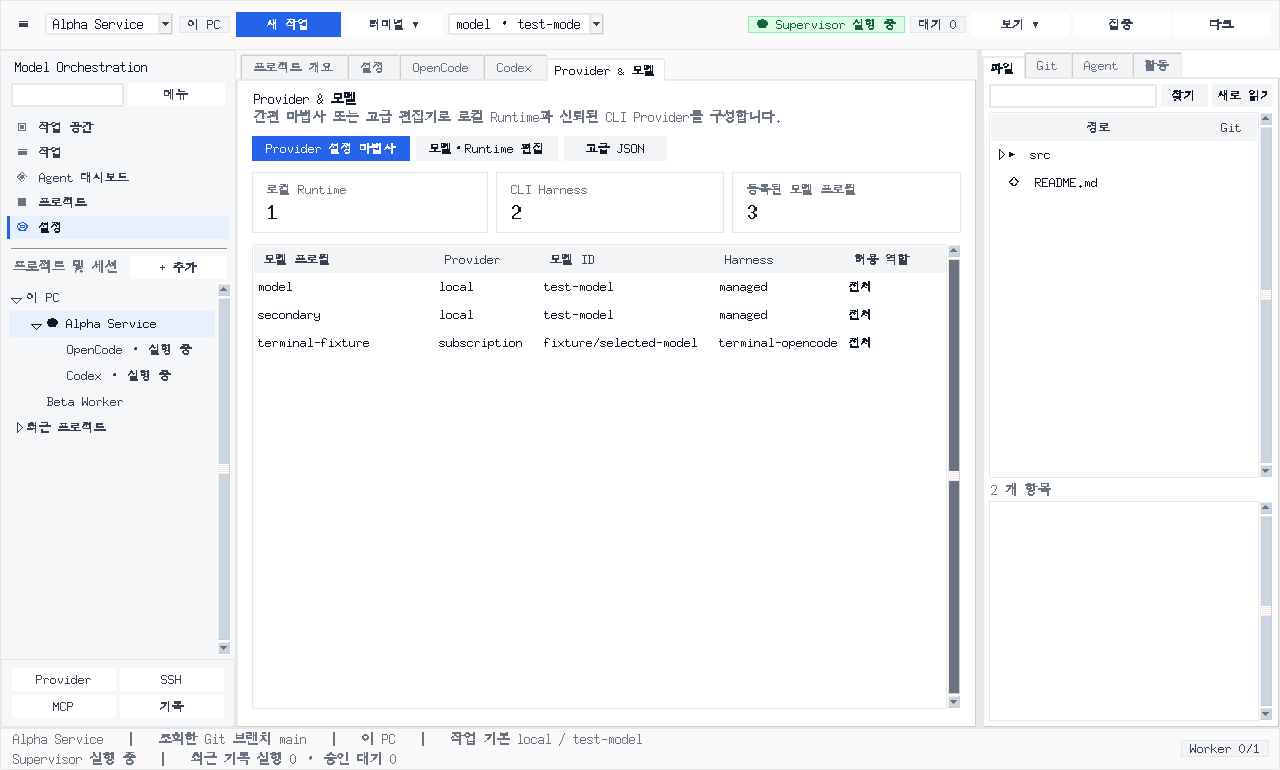 Alpha Service 이 PC 새 작업 터미널 ▾ model · test-mode Supervisor 실행 중 대기 0 보기 ▾ 집중 다크
Model Orchestration
메뉴
작업 공간
작업
Agent 대시보드
프로젝트
설정
프로젝트 및 세션 + 추가
이 PC
Alpha Service
OpenCode · 실행 중
Codex · 실행 중
Beta Worker
최근 프로젝트
Provider SSH
MCP 기록
프로젝트 개요 설정 OpenCode Codex Provider & 모델
Provider & 모델
간편 마법사 또는 고급 편집기로 로컬 Runtime과 신뢰된 CLI Provider를 구성합니다.
Provider 설정 마법사 모델·Runtime 편집 고급 JSON
로컬 Runtime CLI Harness 등록된 모델 프로필
1 2 3
모델 프로필 Provider 모델 ID Harness 허용 역할
model local test-model managed 전체
secondary local test-model managed 전체
terminal-fixture subscription fixture/selected-model terminal-opencode 전체
파일 Git Agent 활동
찾기 새로 읽기
경로 Git
src
README.md
2 개 항목
Alpha Service | 조회한 Git 브랜치 main | 이 PC | 작업 기본 local / test-model
Supervisor 실행 중 | 최근 기록 실행 0 · 승인 대기 0
Worker 0/1